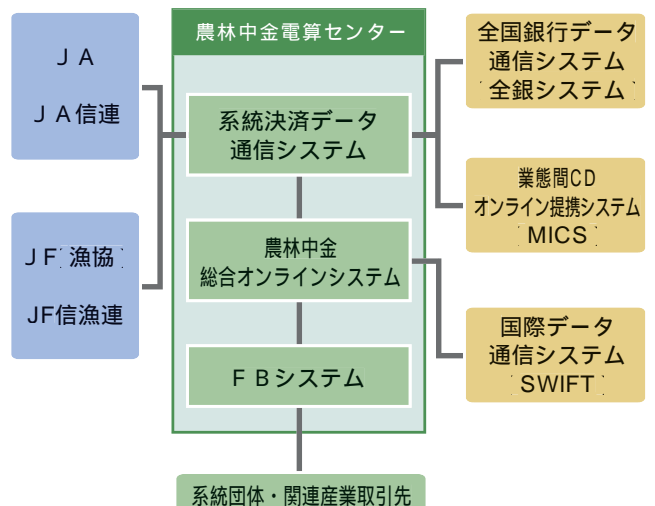 農林中金電算センター
ＪＡ
ＪＡ信連
ＪＦ 漁協
JF信漁連
系統決済データ
通信システム
農林中金
総合オンラインシステム
ＦＢシステム
系統団体・関連産業取引先
全国銀行データ
通信システム
全銀システム
業態間CD
オンライン提携システム
MICS
国際データ
通信システム
SWIFT